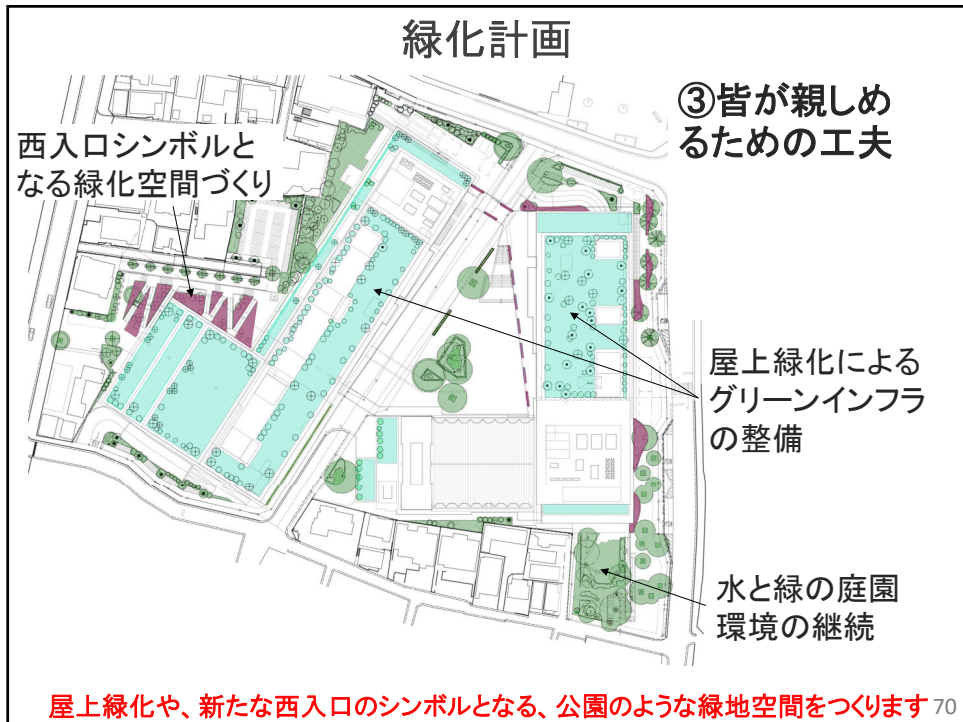 緑化計画
③皆が親しめ
るための工夫
西入口シンボルと
なる緑化空間づくり
屋上緑化による
グリーンインフラ
の整備
水と緑の庭園
環境の継続
屋上緑化や、新たな西入口のシンボルとなる、公園のような緑地空間をつくります 70